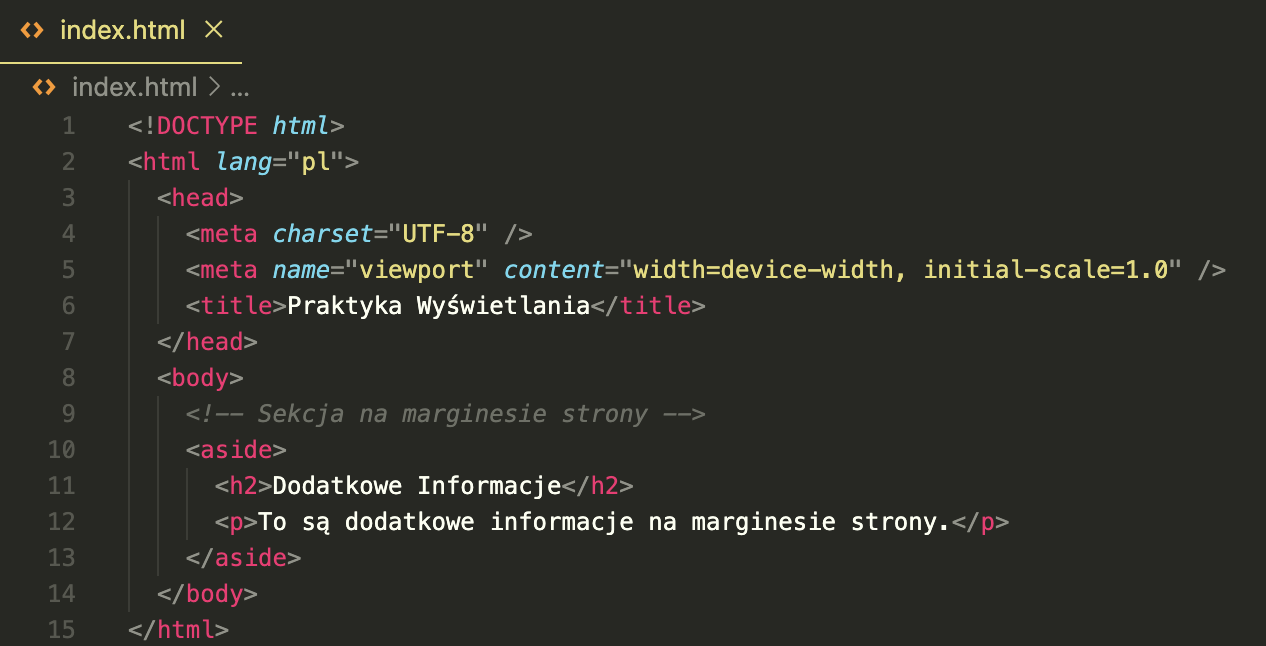 index.html
index.html > ...
1 <!DOCTYPE html>
2 <html lang="pl">
3 <head>
4 <meta charset="UTF-8" />
5 <meta name="viewport" content="width=device-width, initial-scale=1.0" />
6 <title>Praktyka Wyświetlania</title>
7 </head>
8 <body>
9 <!-- Sekcja na marginesie strony -->
10 <aside>
11 <h2>Dodatkowe Informacje</h2>
12 <p>To są dodatkowe informacje na marginesie strony.</p>
13 </aside>
14 </body>
15 </html>